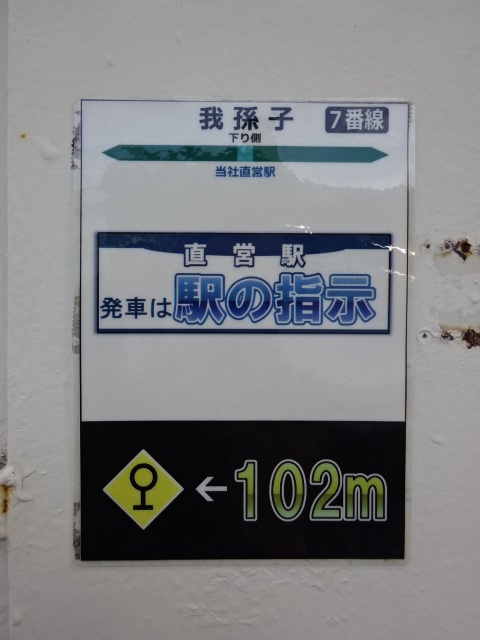 我孫子 7番線
下り側
当社直営駅
直営駅
発車は駅の指示
←102m